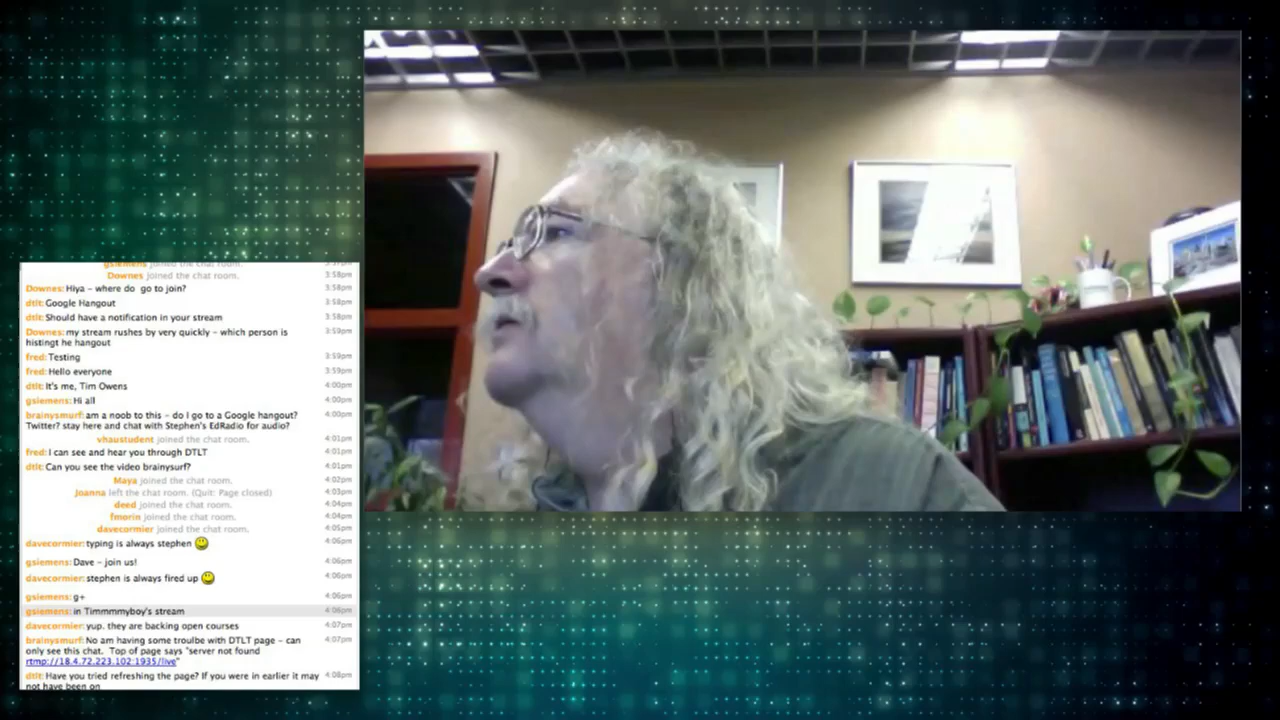 gsiemens joined the chat room. 3:57pm
Downes joined the chat room. 3:58pm
Downes: Hiya - where do go to join? 3:58pm
dtlt: Google Hangout 3:58pm
dtlt: Should have a notification in your stream 3:58pm
Downes: my stream rushes by very quickly - which person is 3:59pm
histingt he hangout
fred: Testing 3:59pm
fred: Hello everyone 3:59pm
dtlt: It's me, Tim Owens 4:00pm
gsiemens: Hi all 4:00pm
brainysmurf: am a noob to this - do I go to a Google hangout? 4:00pm
Twitter? stay here and chat with Stephen's EdRadio for audio?
vhaustudent joined the chat room. 4:01pm
fred: I can see and hear you through DTLT 4:01pm
dtlt: Can you see the video brainysurf? 4:01pm
Maya joined the chat room. 4:02pm
Joanna left the chat room. (Quit: Page closed) 4:03pm
deed joined the chat room. 4:04pm
fmorin joined the chat room. 4:04pm
davecormier joined the chat room. 4:05pm
davecormier: typing is always stephen 4:06pm
gsiemens: Dave - join us! 4:06pm
davecormier: stephen is always fired up 4:06pm
gsiemens: g+ 4:06pm
gsiemens: in Timmmmyboy's stream 4:06pm
davecormier: yup. they are backing open courses 4:07pm
brainysmurf: No am having some troulbe with DTLT page - can 4:07pm
only see this chat. Top of page says "server not found
rtmp://18.4.72.223.102:1935/live"
dtlt: Have you tried refreshing the page? If you were in earlier it may 4:08pm
not have been on